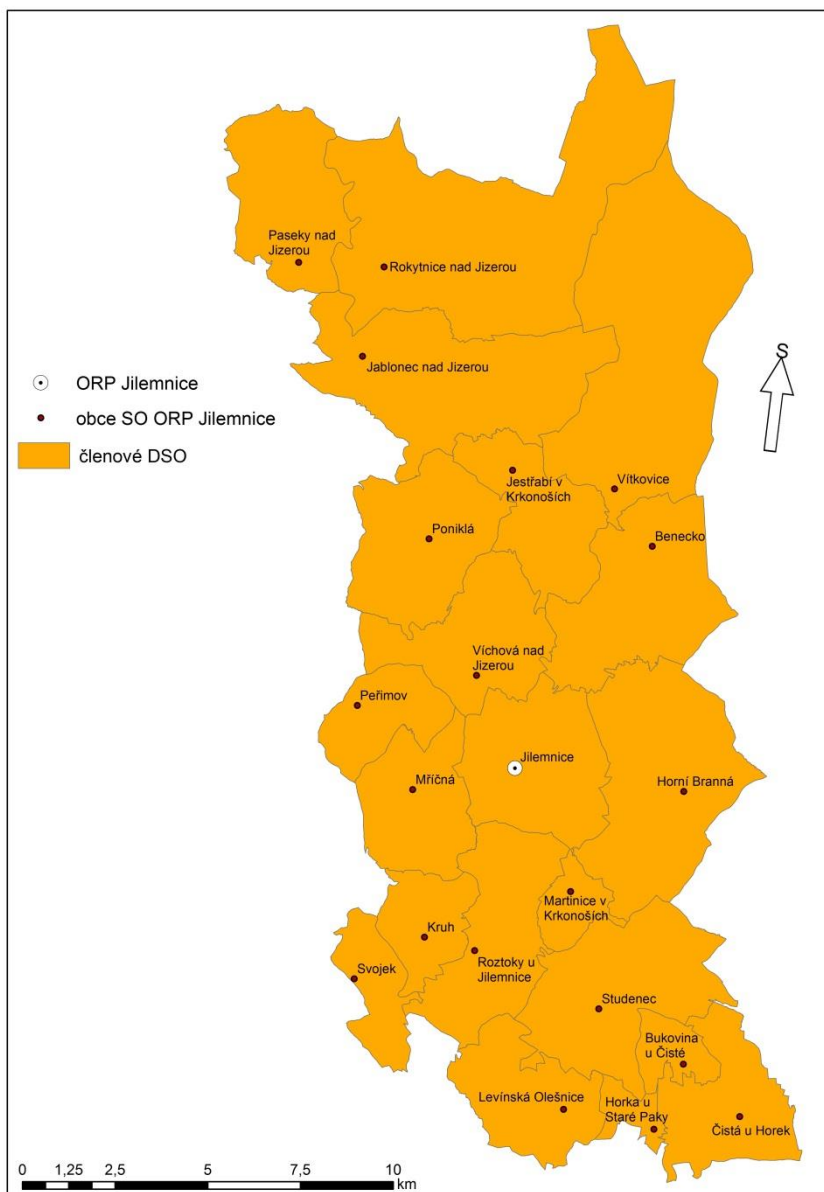 Paseky nad
Jizerou
Rokytnice nad Jizerou
Jablonec nad Jizerou
S
ORP Jilemnice
obce SO ORP Jilemnice
členové DSO
Jestřabí v
Krkonoších
Vítkovice
Poniklá
Benecko
Víchová nad
Jizerou
Peřimov
Jilemnice
Mříčná
Horní Branná
Martinice v
Krkonoších
Kruh
Roztoky u
Jilemnice
Svojek
Studenec
Bukovina
u Čisté
Levínská Olešnice
Horka u
Staré Paky
Čistá u Horek
0 1,25 2,5 5 7,5 10
km